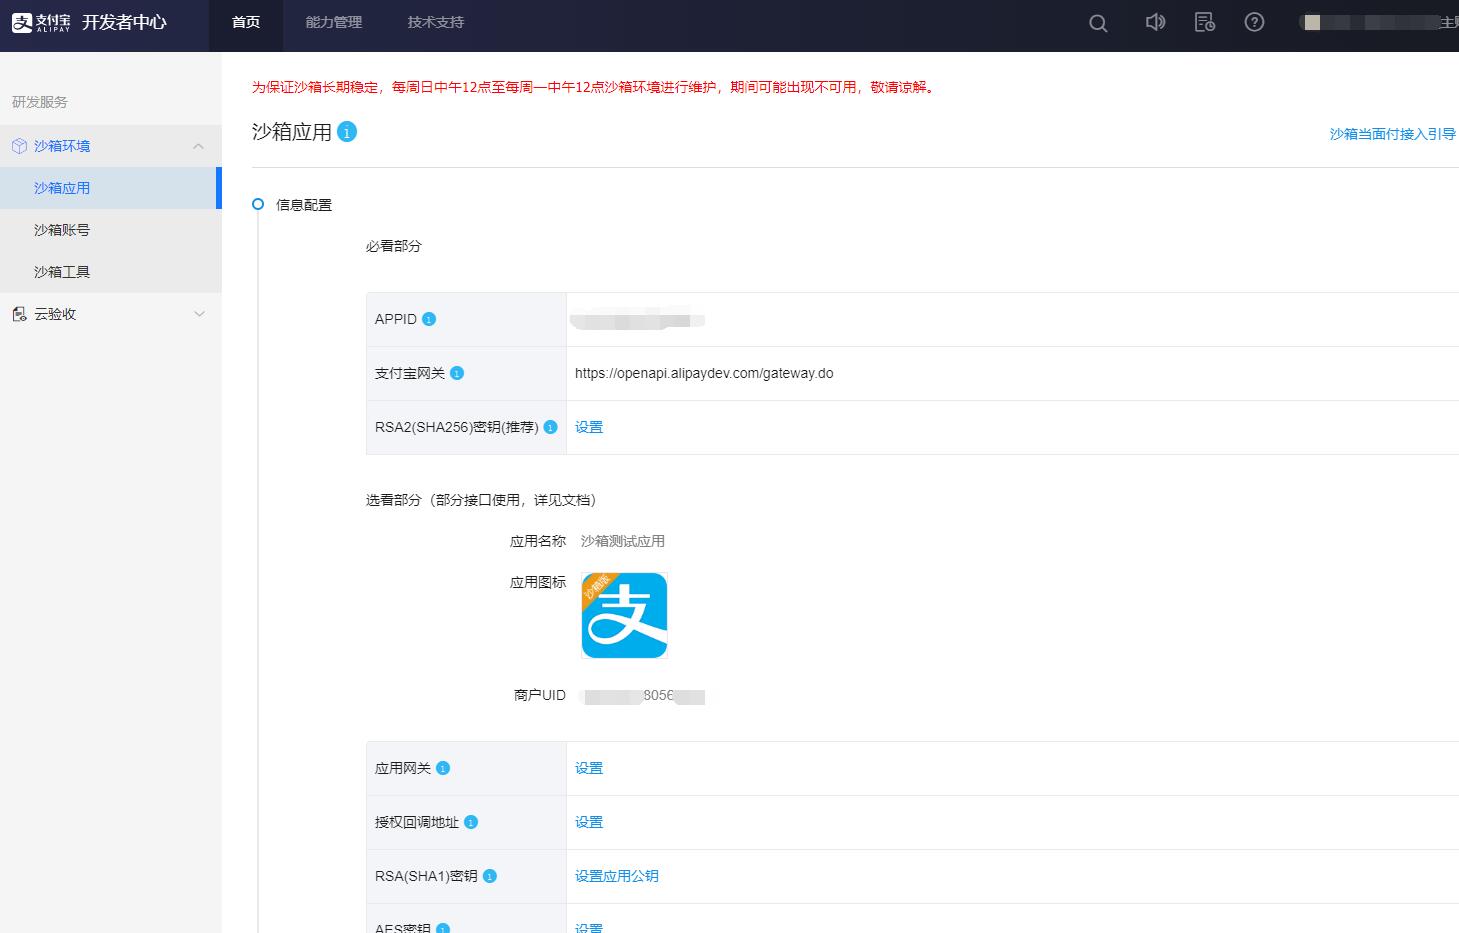 支付宝 ALIPAY 开发者中心 首页 能力管理 技术支持
研发服务
沙箱环境
沙箱应用
沙箱账号
沙箱工具
云验收
为保证沙箱长期稳定，每周日中午12点至每周一中午12点沙箱环境进行维护，期间可能出现不可用，敬请谅解。
沙箱应用
沙箱当面付接入引导
信息配置
必看部分
APPID
支付宝网关 https://openapi.alipaydev.com/gateway.do
RSA2(SHA256)密钥(推荐) 设置
选看部分（部分接口使用，详见文档）
应用名称 沙箱测试应用
应用图标 沙箱版 支
商户UID 8056
应用网关 设置
授权回调地址 设置
RSA(SHA1)密钥 设置应用公钥
AES密钥 设置